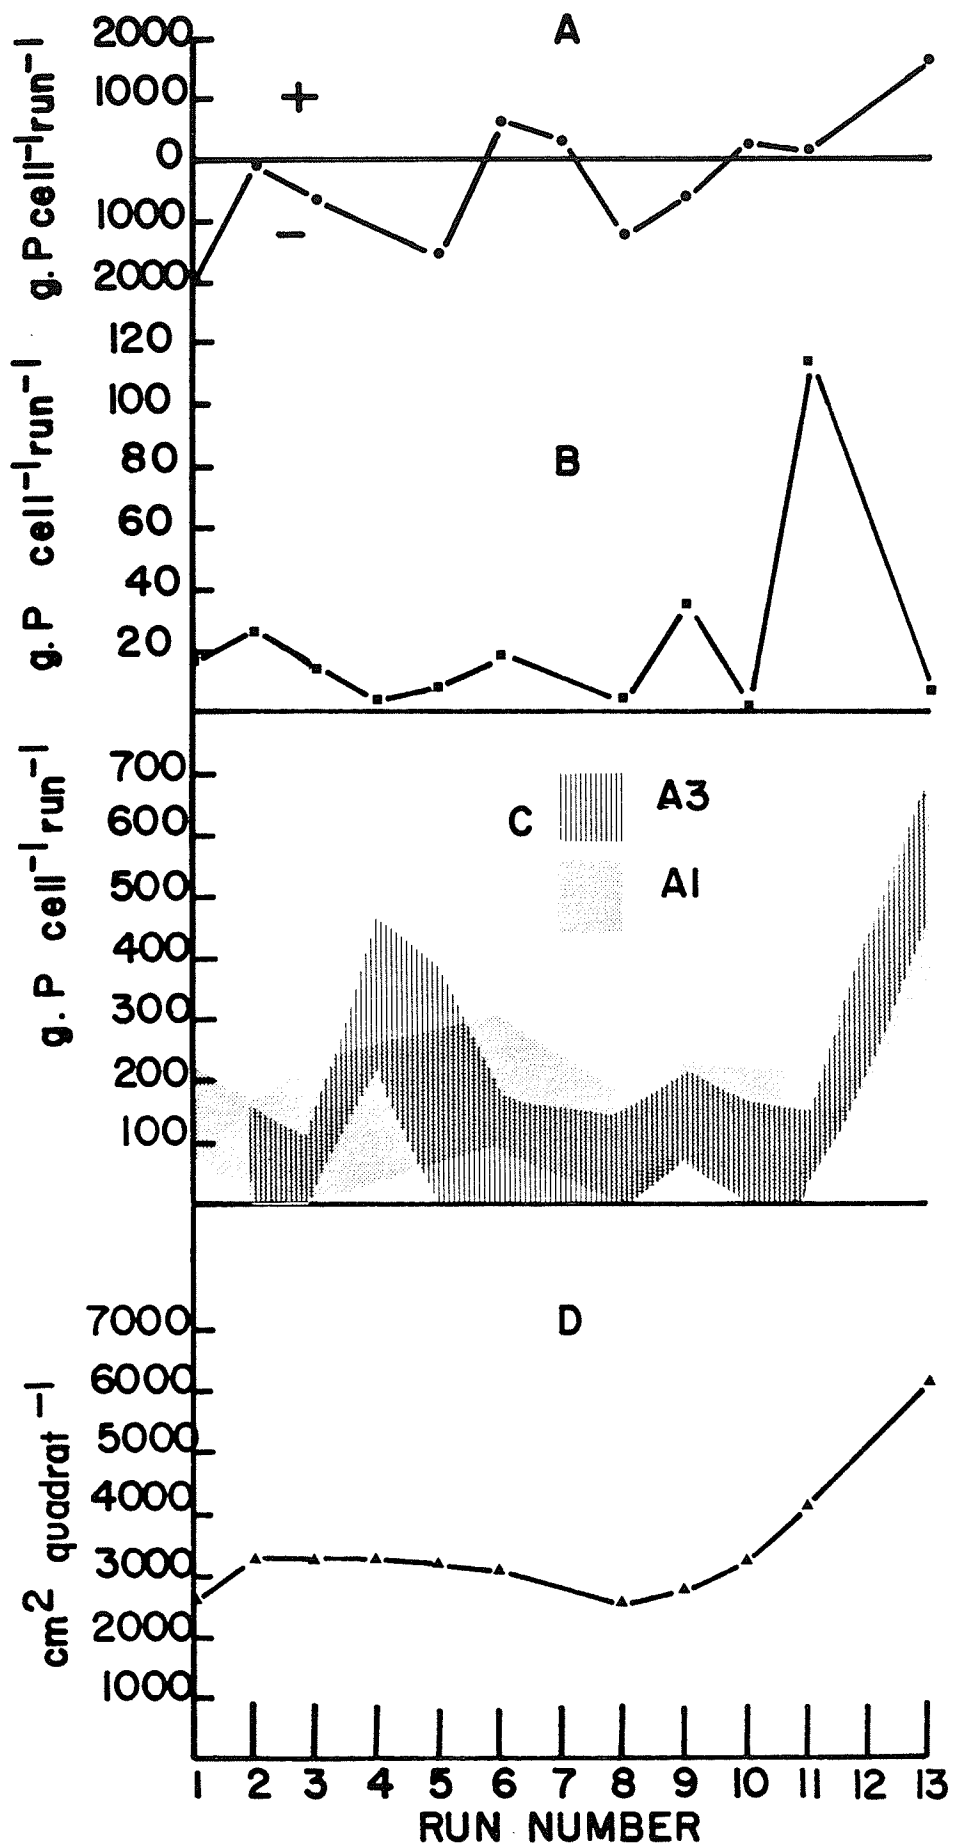 A
g.P cell⁻¹ run⁻¹
2000
1000
0
1000
2000
+
−
B
g.P cell⁻¹ run⁻¹
120
100
80
60
40
20
C
A3
A1
g.P cell⁻¹ run⁻¹
700
600
500
400
300
200
100
D
cm² quadrat⁻¹
7000
6000
5000
4000
3000
2000
1000
1 2 3 4 5 6 7 8 9 10 11 12 13
RUN NUMBER